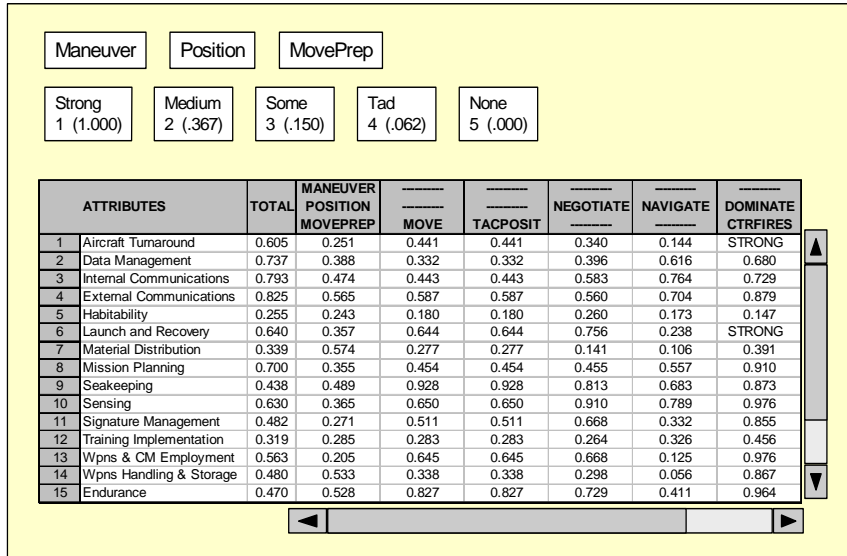 Maneuver Position MovePrep
Strong Medium Some Tad None
1 (1.000) 2 (.367) 3 (.150) 4 (.062) 5 (.000)
MANEUVER ---------- ---------- ---------- ---------- ----------
ATTRIBUTES TOTAL POSITION ---------- ---------- NEGOTIATE NAVIGATE DOMINATE
MOVEPREP MOVE TACPOSIT ---------- ---------- CTRFIRES
1 Aircraft Turnaround 0.605 0.251 0.441 0.441 0.340 0.144 STRONG
2 Data Management 0.737 0.388 0.332 0.332 0.396 0.616 0.680
3 Internal Communications 0.793 0.474 0.443 0.443 0.583 0.764 0.729
4 External Communications 0.825 0.565 0.587 0.587 0.560 0.704 0.879
5 Habitability 0.255 0.243 0.180 0.180 0.260 0.173 0.147
6 Launch and Recovery 0.640 0.357 0.644 0.644 0.756 0.238 STRONG
7 Material Distribution 0.339 0.574 0.277 0.277 0.141 0.106 0.391
8 Mission Planning 0.700 0.355 0.454 0.454 0.455 0.557 0.910
9 Seakeeping 0.438 0.489 0.928 0.928 0.813 0.683 0.873
10 Sensing 0.630 0.365 0.650 0.650 0.910 0.789 0.976
11 Signature Management 0.482 0.271 0.511 0.511 0.668 0.332 0.855
12 Training Implementation 0.319 0.285 0.283 0.283 0.264 0.326 0.456
13 Wpns & CM Employment 0.563 0.205 0.645 0.645 0.668 0.125 0.976
14 Wpns Handling & Storage 0.480 0.533 0.338 0.338 0.298 0.056 0.867
15 Endurance 0.470 0.528 0.827 0.827 0.729 0.411 0.964